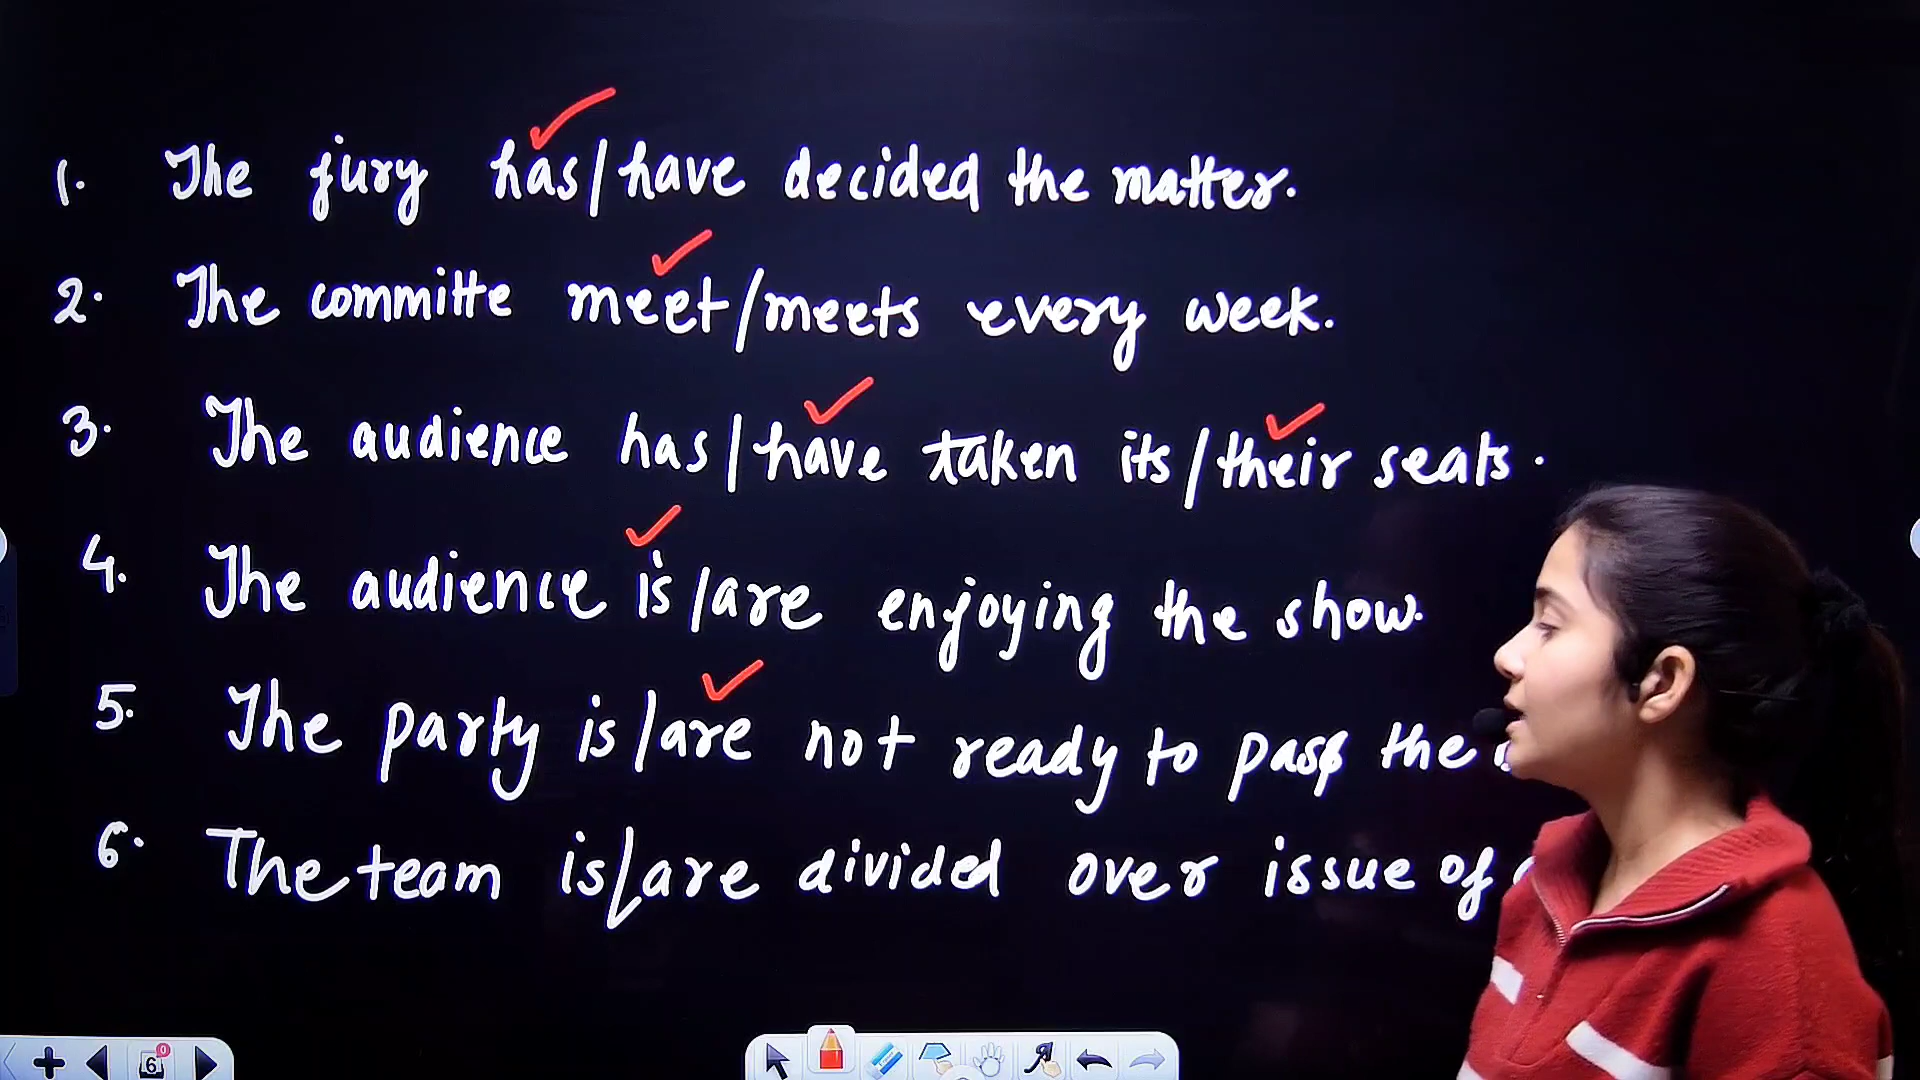 1. The jury has/have decided the matter.
2. The committe meet/meets every week.
3. The audience has/have taken its/their seats.
4. The audience is/are enjoying the show.
5. The party is/are not ready to pass the
6. The team is/are divided over issue of
6 0